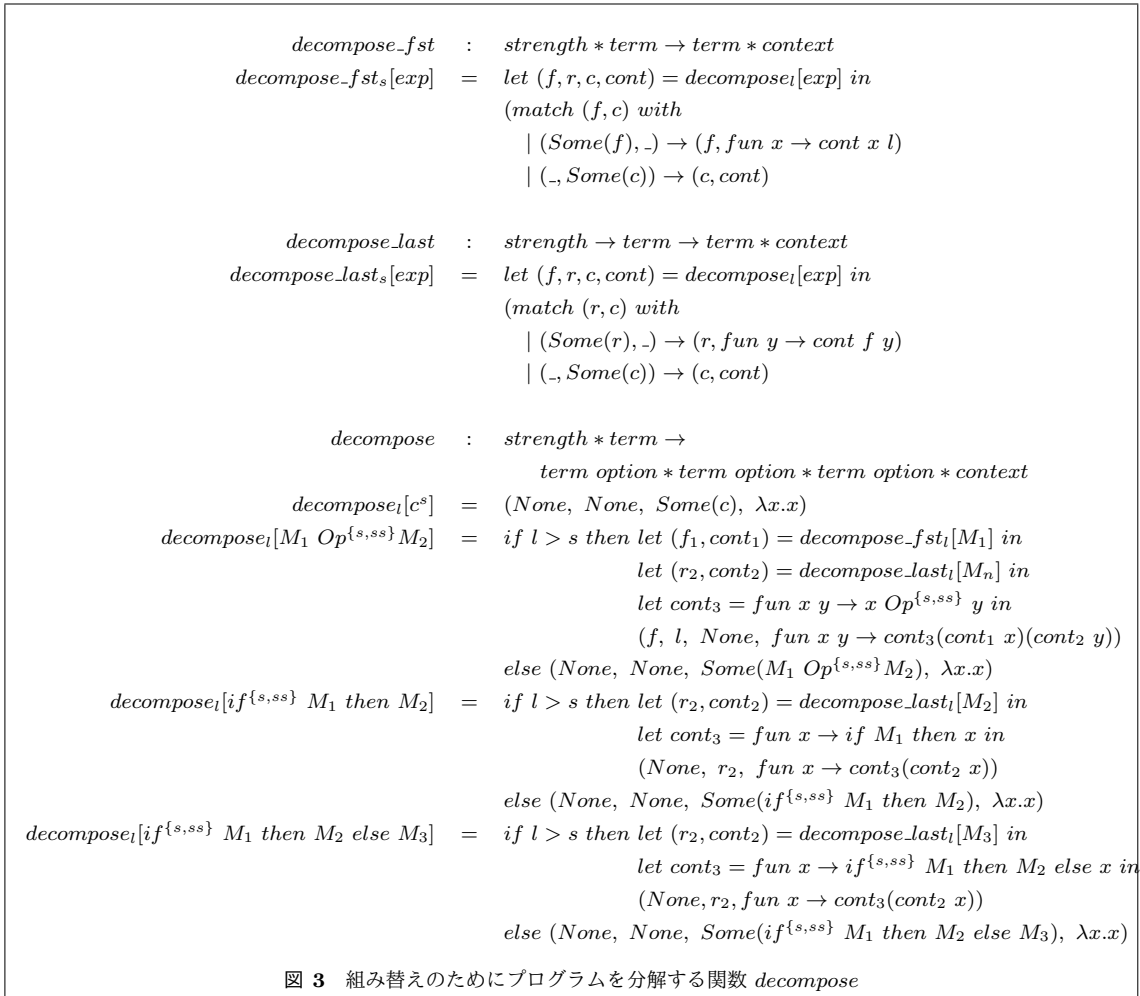 decompose_fst : strength ∗ term → term ∗ context
decompose_fst_s[exp] = let (f, r, c, cont) = decompose_l[exp] in
(match (f, c) with
| (Some(f), _) → (f, fun x → cont x l)
| (_, Some(c)) → (c, cont)
decompose_last : strength → term → term ∗ context
decompose_last_s[exp] = let (f, r, c, cont) = decompose_l[exp] in
(match (r, c) with
| (Some(r), _) → (r, fun y → cont f y)
| (_, Some(c)) → (c, cont)
decompose : strength ∗ term →
term option ∗ term option ∗ term option ∗ context
decompose_l[c^s] = (None, None, Some(c), λx.x)
decompose_l[M_1 Op^{s,ss} M_2] = if l > s then let (f_1, cont_1) = decompose_fst_l[M_1] in
let (r_2, cont_2) = decompose_last_l[M_n] in
let cont_3 = fun x y → x Op^{s,ss} y in
(f, l, None, fun x y → cont_3(cont_1 x)(cont_2 y))
else (None, None, Some(M_1 Op^{s,ss} M_2), λx.x)
decompose_l[if^{s,ss} M_1 then M_2] = if l > s then let (r_2, cont_2) = decompose_last_l[M_2] in
let cont_3 = fun x → if M_1 then x in
(None, r_2, fun x → cont_3(cont_2 x))
else (None, None, Some(if^{s,ss} M_1 then M_2), λx.x)
decompose_l[if^{s,ss} M_1 then M_2 else M_3] = if l > s then let (r_2, cont_2) = decompose_last_l[M_3] in
let cont_3 = fun x → if^{s,ss} M_1 then M_2 else x in
(None, r_2, fun x → cont_3(cont_2 x))
else (None, None, Some(if^{s,ss} M_1 then M_2 else M_3), λx.x)
図 3 組み替えのためにプログラムを分解する関数 decompose